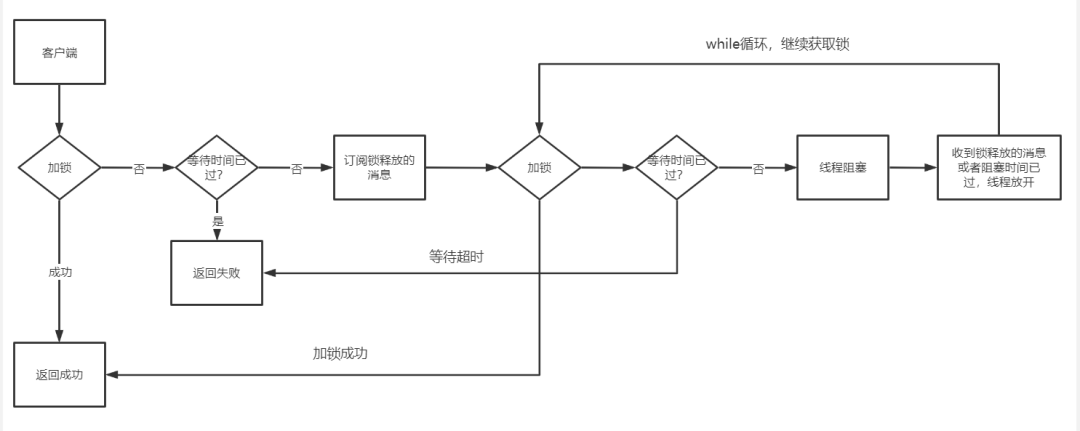 客户端
while循环，继续获取锁
加锁
否
等待时间已
过？
否
订阅锁释放的
消息
加锁
等待时间已
过？
否
线程阻塞
收到锁释放的消息
或者阻塞时间已
过，线程放开
是
成功
返回失败
等待超时
加锁成功
返回成功